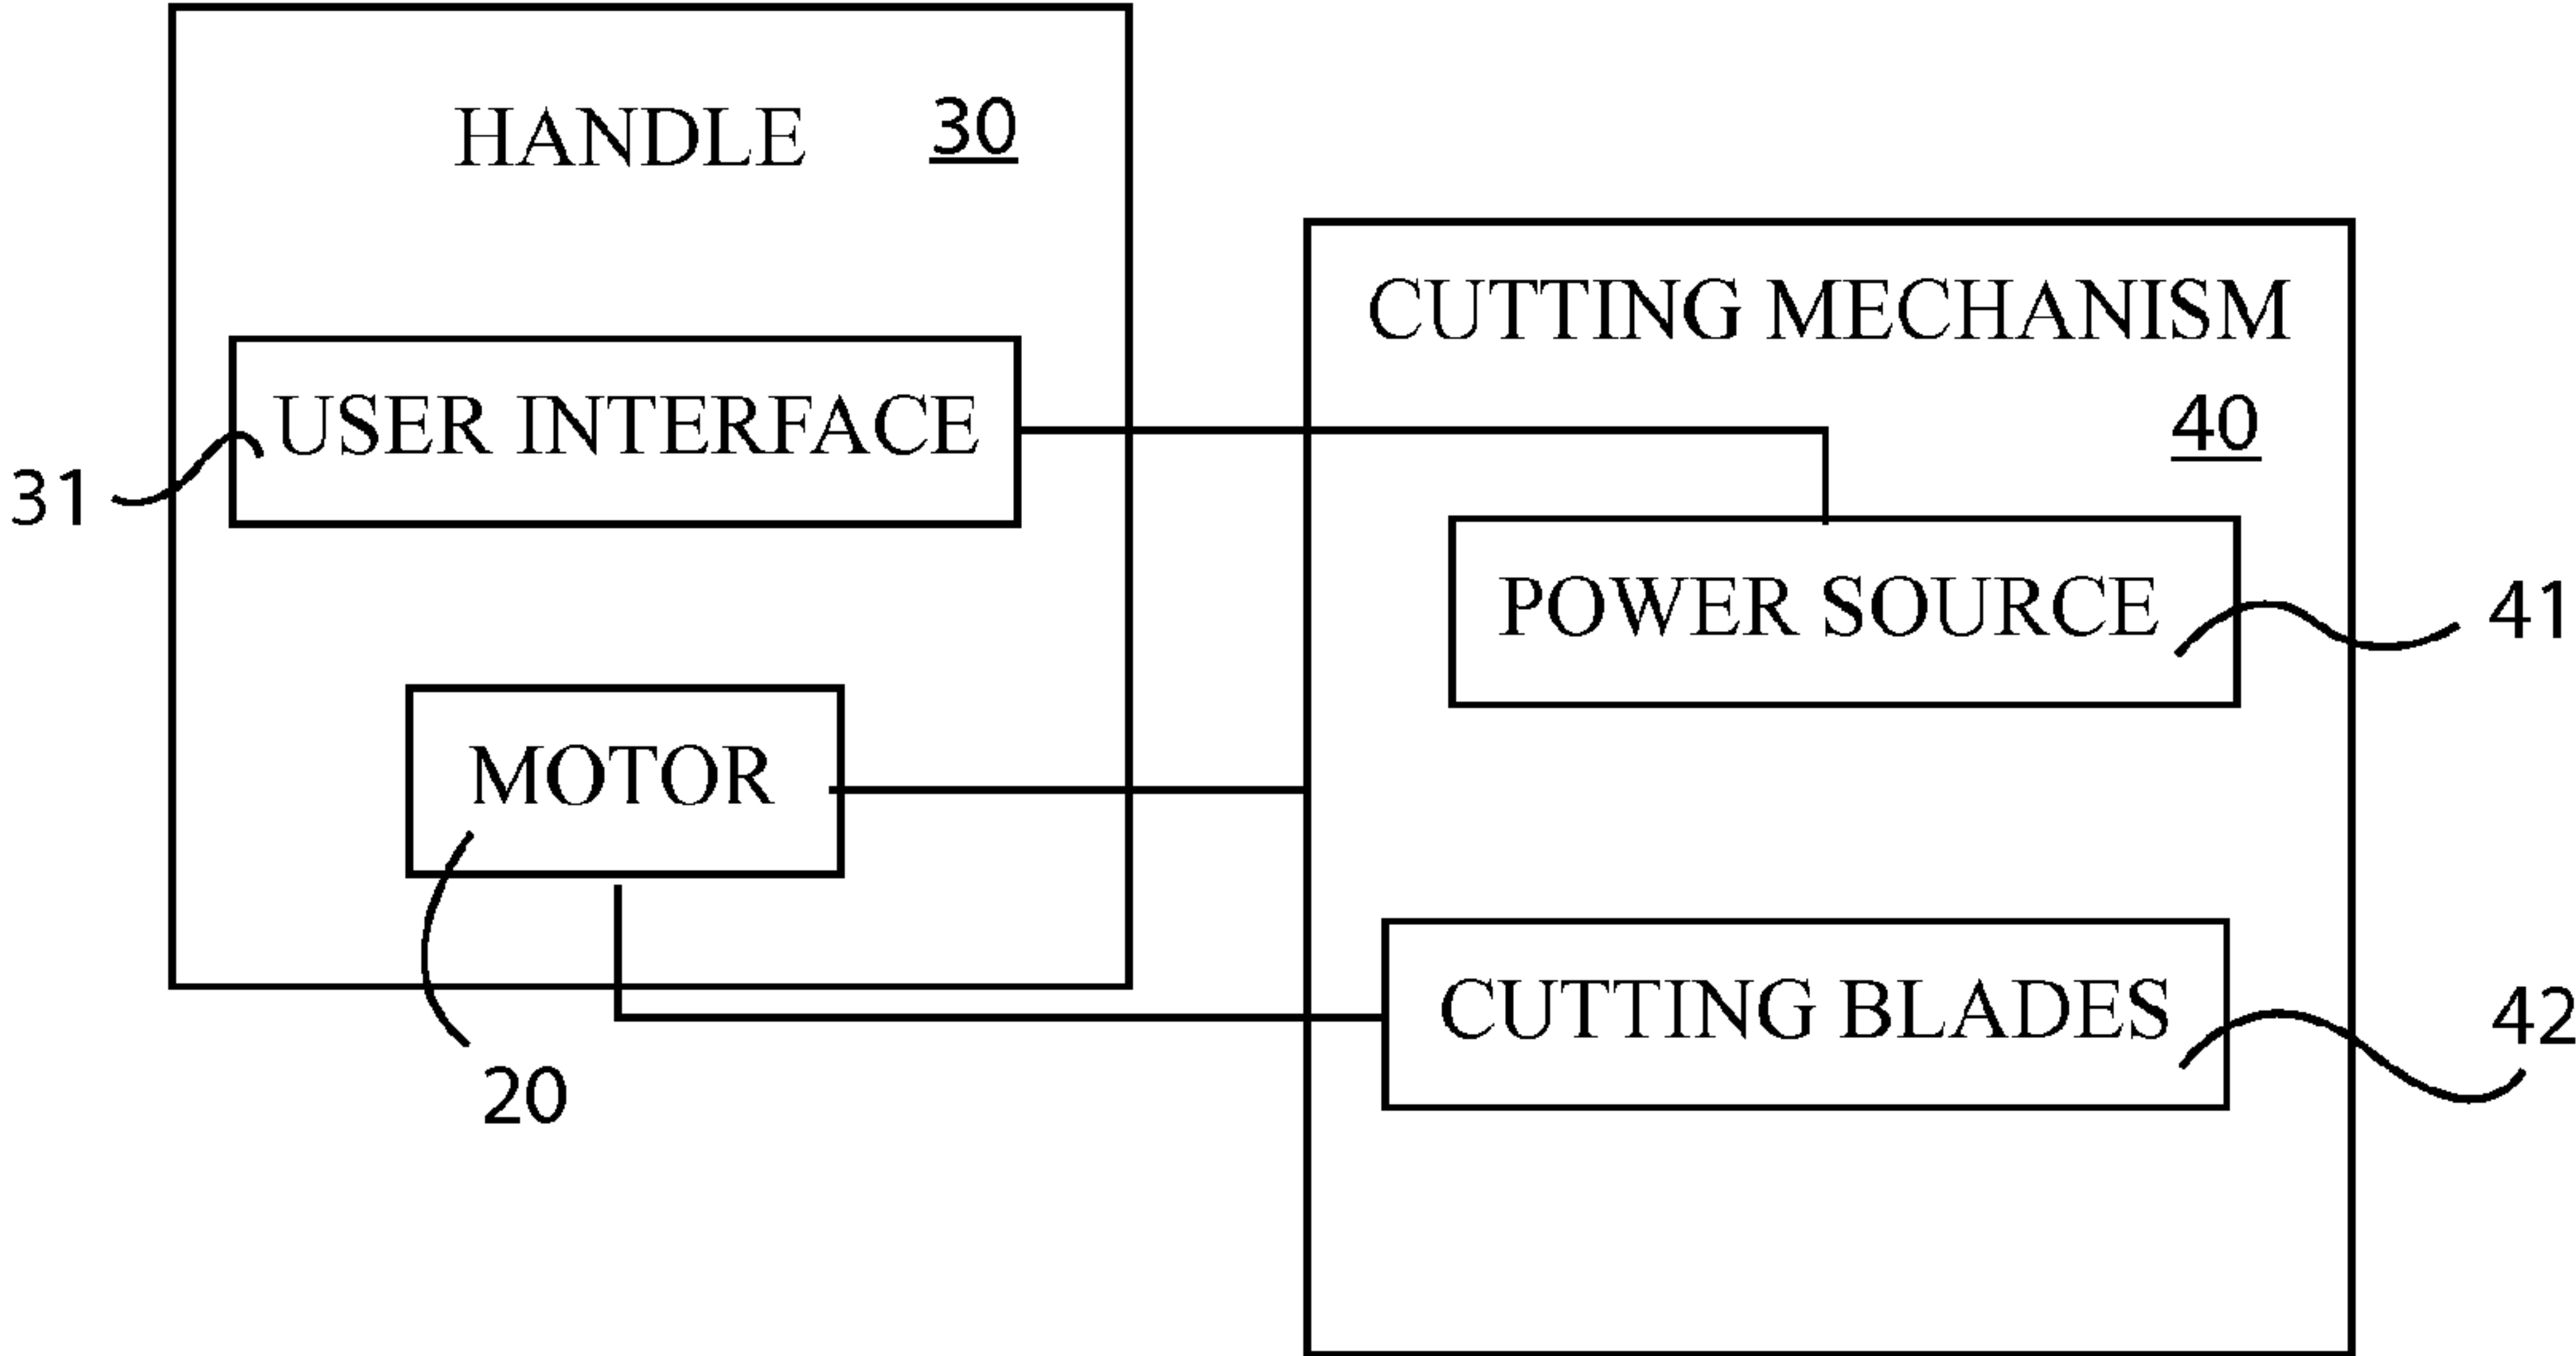 HANDLE 30
USER INTERFACE
31
MOTOR
20
CUTTING MECHANISM
40
POWER SOURCE
41
CUTTING BLADES
42